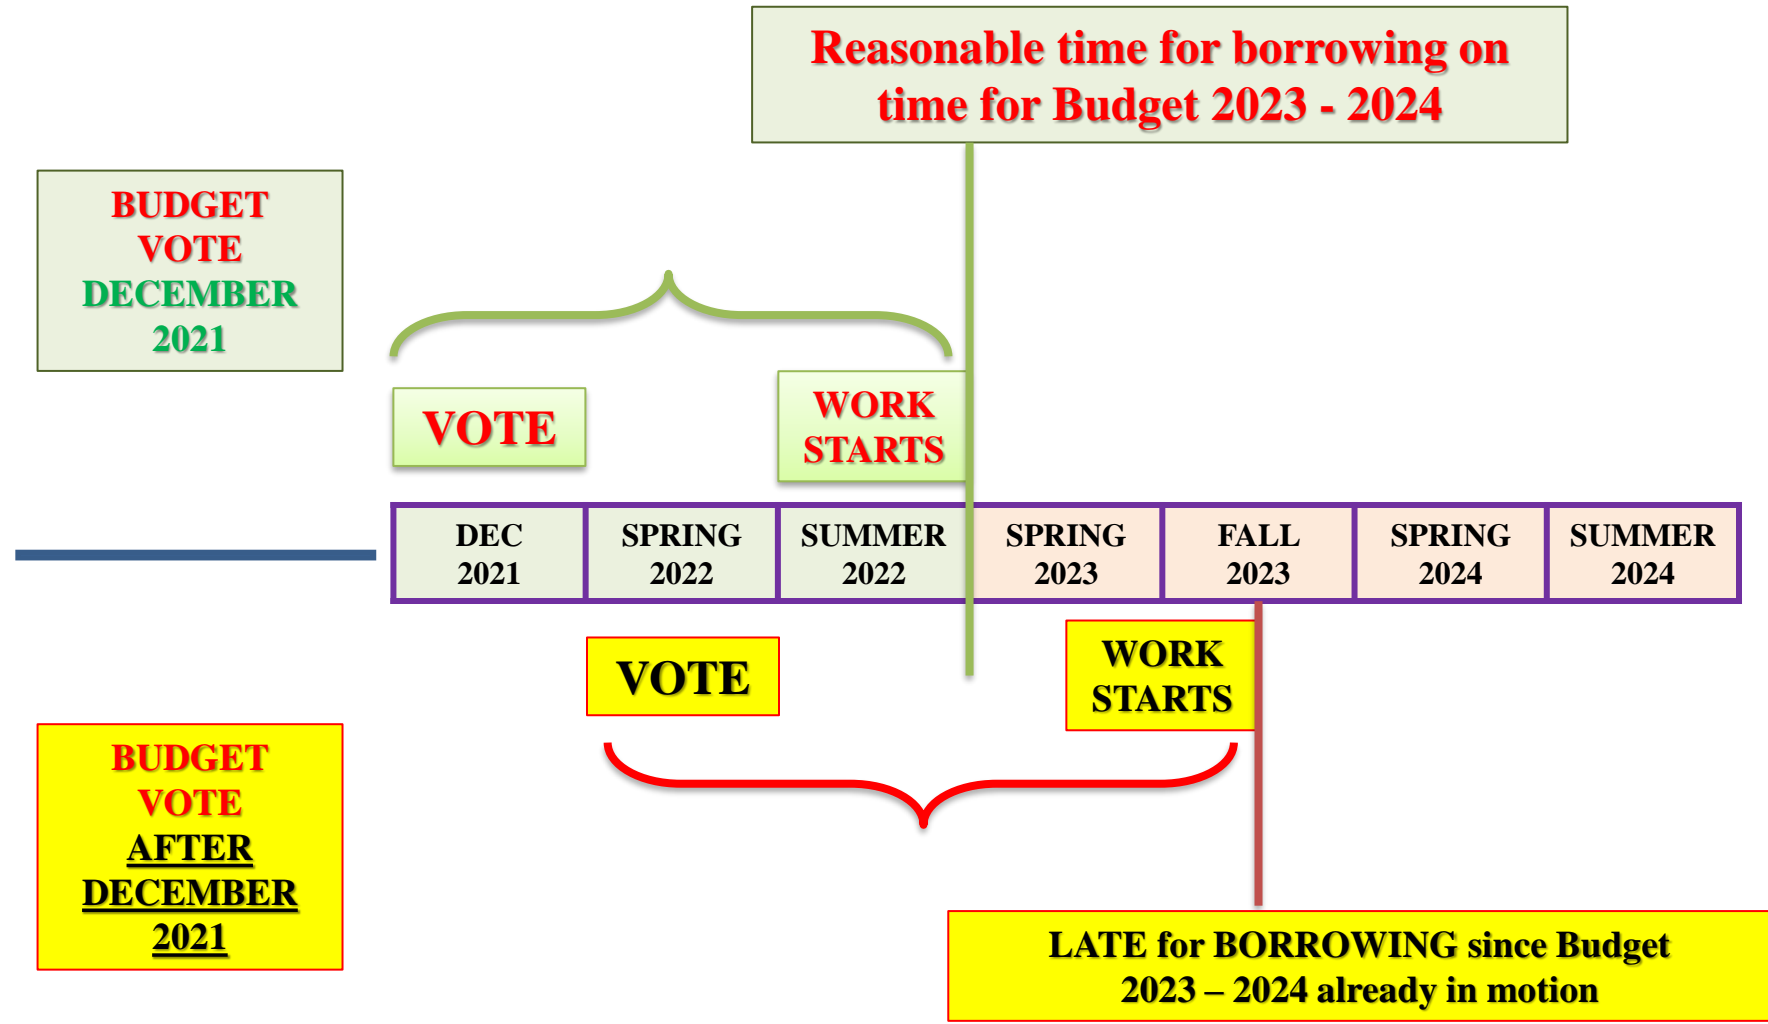 Reasonable time for borrowing on
time for Budget 2023 - 2024
BUDGET
VOTE
DECEMBER
2021
VOTE
WORK
STARTS
DEC
2021
SPRING
2022
SUMMER
2022
SPRING
2023
FALL
2023
SPRING
2024
SUMMER
2024
VOTE
WORK
STARTS
BUDGET
VOTE
AFTER
DECEMBER
2021
LATE for BORROWING since Budget
2023 – 2024 already in motion